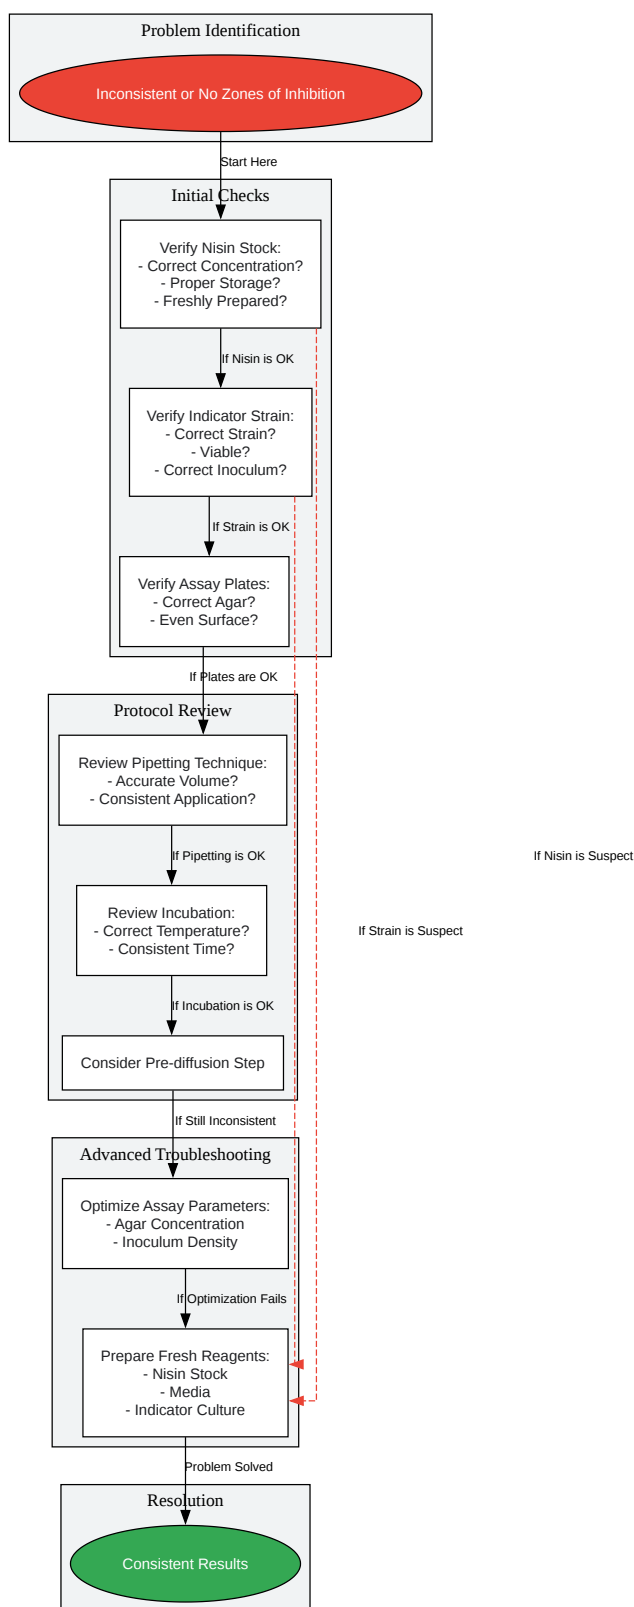 Problem Identification
Inconsistent or No Zones of Inhibition
Start Here
Initial Checks
Verify Nisin Stock:
- Correct Concentration?
- Proper Storage?
- Freshly Prepared?
If Nisin is OK
Verify Indicator Strain:
- Correct Strain?
- Viable?
- Correct Inoculum?
If Strain is OK
Verify Assay Plates:
- Correct Agar?
- Even Surface?
If Plates are OK
Protocol Review
Review Pipetting Technique:
- Accurate Volume?
- Consistent Application?
If Pipetting is OK
If Nisin is Suspect
Review Incubation:
- Correct Temperature?
- Consistent Time?
If Strain is Suspect
If Incubation is OK
Consider Pre-diffusion Step
If Still Inconsistent
Advanced Troubleshooting
Optimize Assay Parameters:
- Agar Concentration
- Inoculum Density
If Optimization Fails
Prepare Fresh Reagents:
- Nisin Stock
- Media
- Indicator Culture
Problem Solved
Resolution
Consistent Results